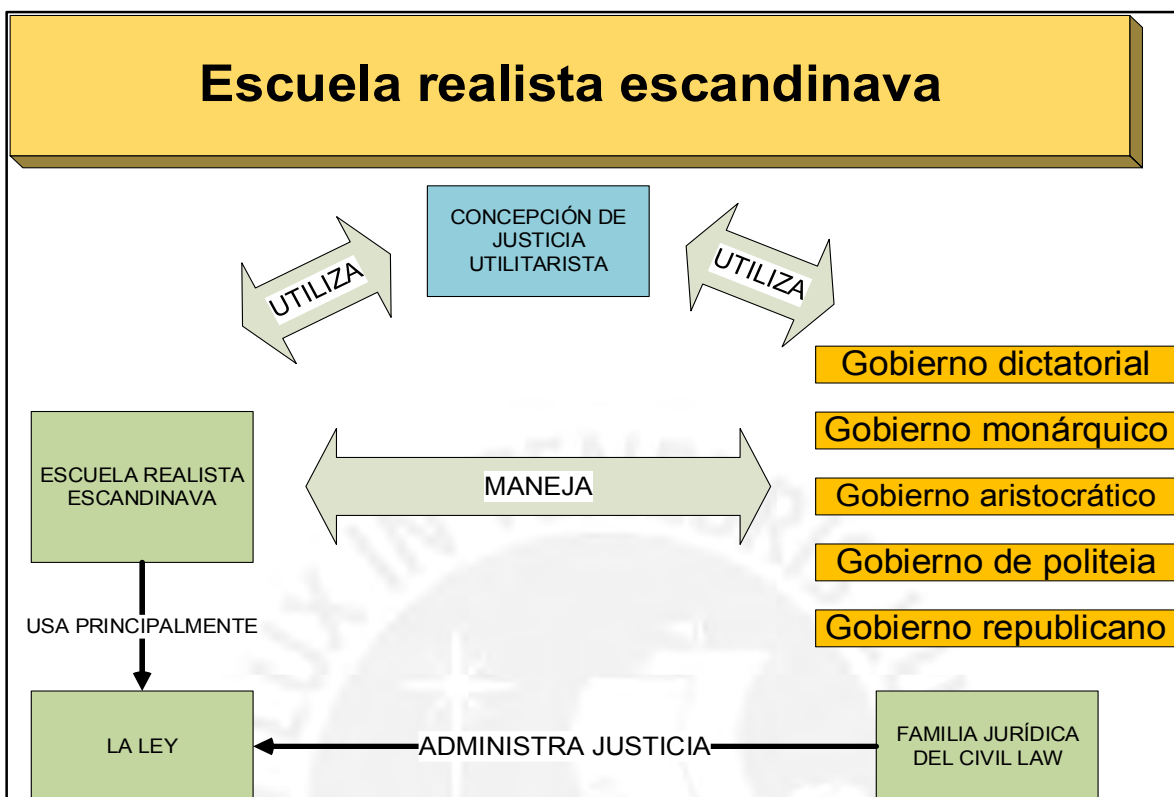 Escuela realista escandinava
CONCEPCIÓN DE
JUSTICIA
UTILITARISTA
UTILIZA
UTILIZA
Gobierno dictatorial
Gobierno monárquico
Gobierno aristocrático
Gobierno de politeia
Gobierno republicano
ESCUELA REALISTA
ESCANDINAVA
MANEJA
USA PRINCIPALMENTE
LA LEY
ADMINISTRA JUSTICIA
FAMILIA JURÍDICA
DEL CIVIL LAW